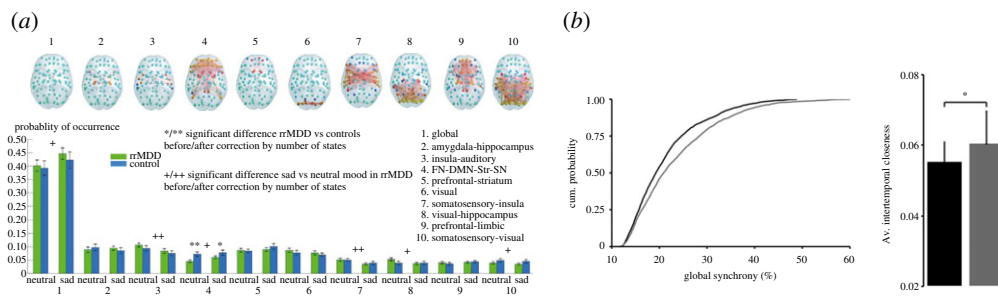 (a)
1 2 3 4 5 6 7 8 9 10
probablity of occurrence
0.50
0.45
0.40
0.35
0.30
0.25
0.20
0.15
0.10
0.05
0
rrMDD
control
*/** significant difference rrMDD vs controls
before/after correction by number of states
+/++ significant difference sad vs neutral mood in rrMDD
before/after correction by number of states
1. global
2. amygdala-hippocampus
3. insula-auditory
4. FN-DMN-Str-SN
5. prefrontal-striatum
6. visual
7. somatosensory-insula
8. visual-hippocampus
9. prefrontal-limbic
10. somatosensory-visual
+ ++ ** + * ++ + +
neutral sad neutral sad neutral sad neutral sad neutral sad neutral sad neutral sad neutral sad neutral sad neutral sad
1 2 3 4 5 6 7 8 9 10
(b)
cum. probability
1.00
0.75
0.50
0.25
0
0 20 30 40 50 60
global synchrony (%)
Av. intertemporal closeness
0.08
0.06
0.04
0.02
*